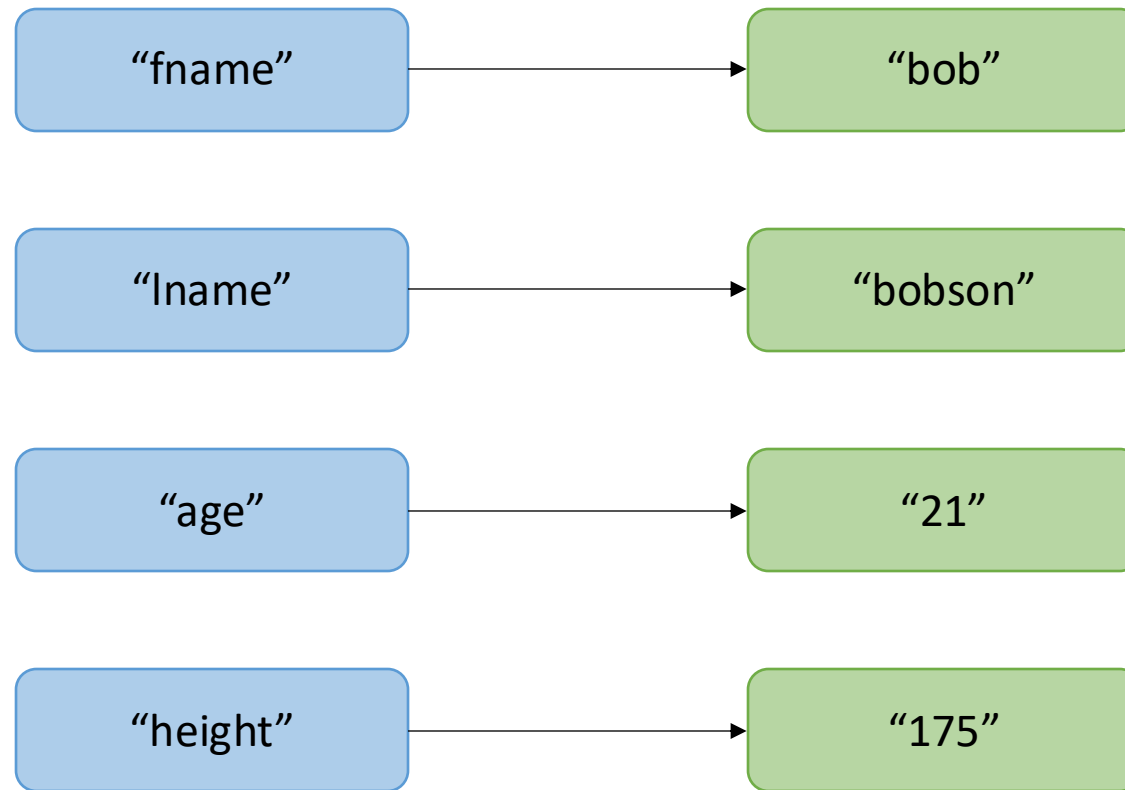 “fname”
“bob”
“lname”
“bobson”
“age”
“21”
“height”
“175”